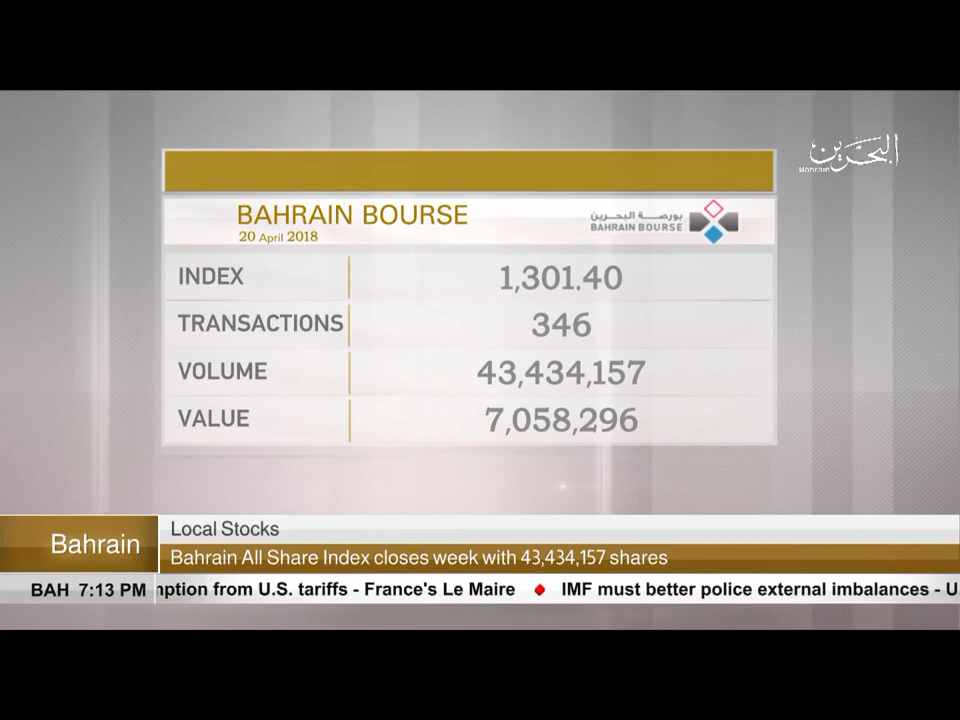 البحرين
Bahrain
BAHRAIN BOURSE
20 April 2018
بورصة البحرين
BAHRAIN BOURSE
INDEX 1,301.40
TRANSACTIONS 346
VOLUME 43,434,157
VALUE 7,058,296
Bahrain
Local Stocks
Bahrain All Share Index closes week with 43,434,157 shares
BAH 7:13 PM
mption from U.S. tariffs - France's Le Maire ♦ IMF must better police external imbalances - U.